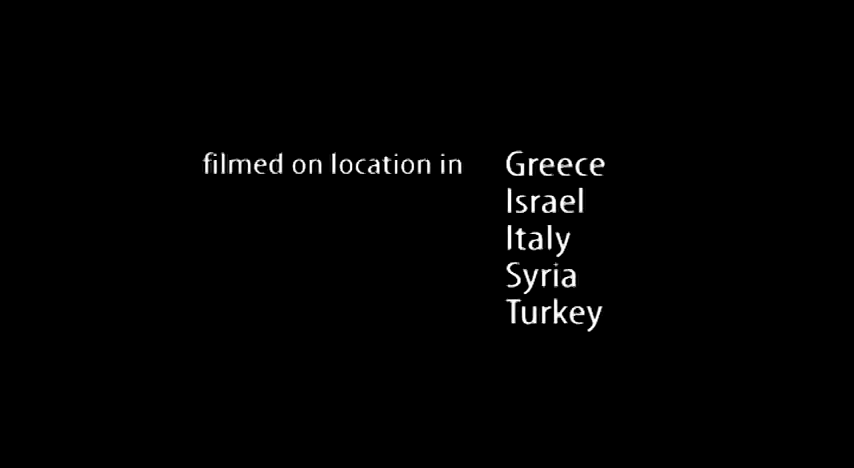 filmed on location in Greece
Israel
Italy
Syria
Turkey